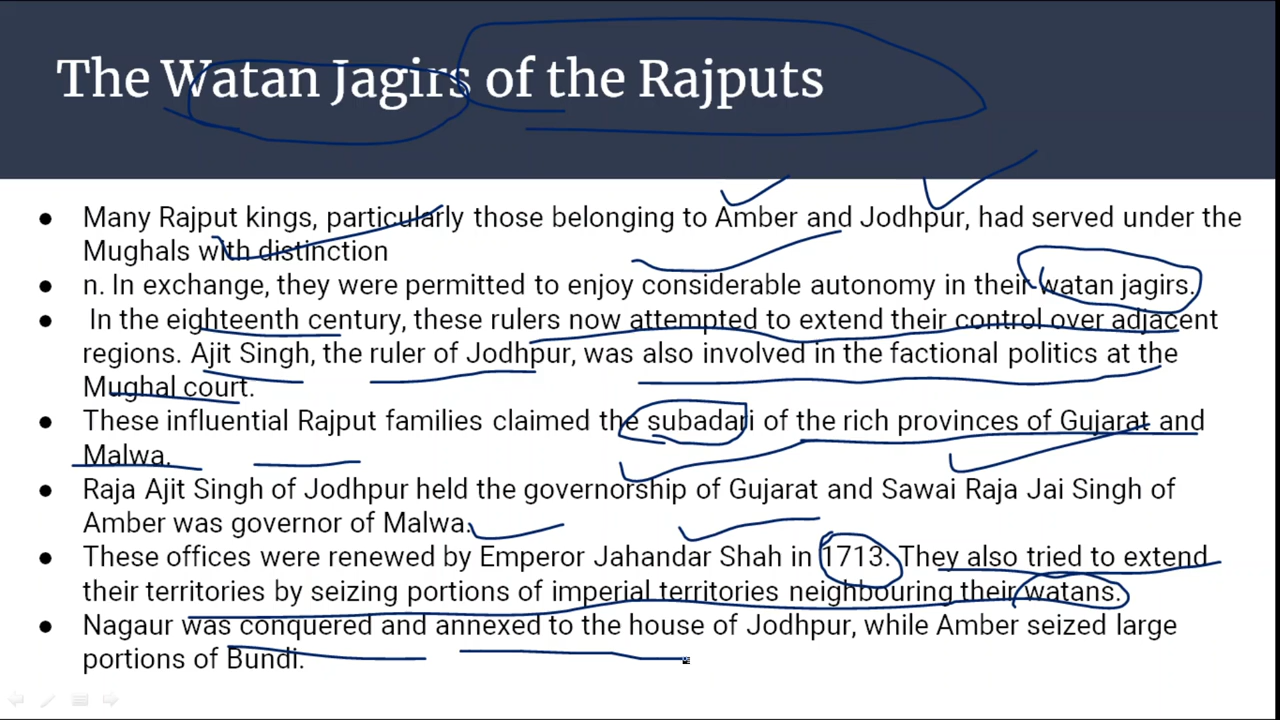 The Watan Jagirs of the Rajputs
● Many Rajput kings, particularly those belonging to Amber and Jodhpur, had served under the
Mughals with distinction
● n. In exchange, they were permitted to enjoy considerable autonomy in their watan jagirs.
● In the eighteenth century, these rulers now attempted to extend their control over adjacent
regions. Ajit Singh, the ruler of Jodhpur, was also involved in the factional politics at the
Mughal court.
● These influential Rajput families claimed the subadari of the rich provinces of Gujarat and
Malwa.
● Raja Ajit Singh of Jodhpur held the governorship of Gujarat and Sawai Raja Jai Singh of
Amber was governor of Malwa.
● These offices were renewed by Emperor Jahandar Shah in 1713. They also tried to extend
their territories by seizing portions of imperial territories neighbouring their watans.
● Nagaur was conquered and annexed to the house of Jodhpur, while Amber seized large
portions of Bundi.